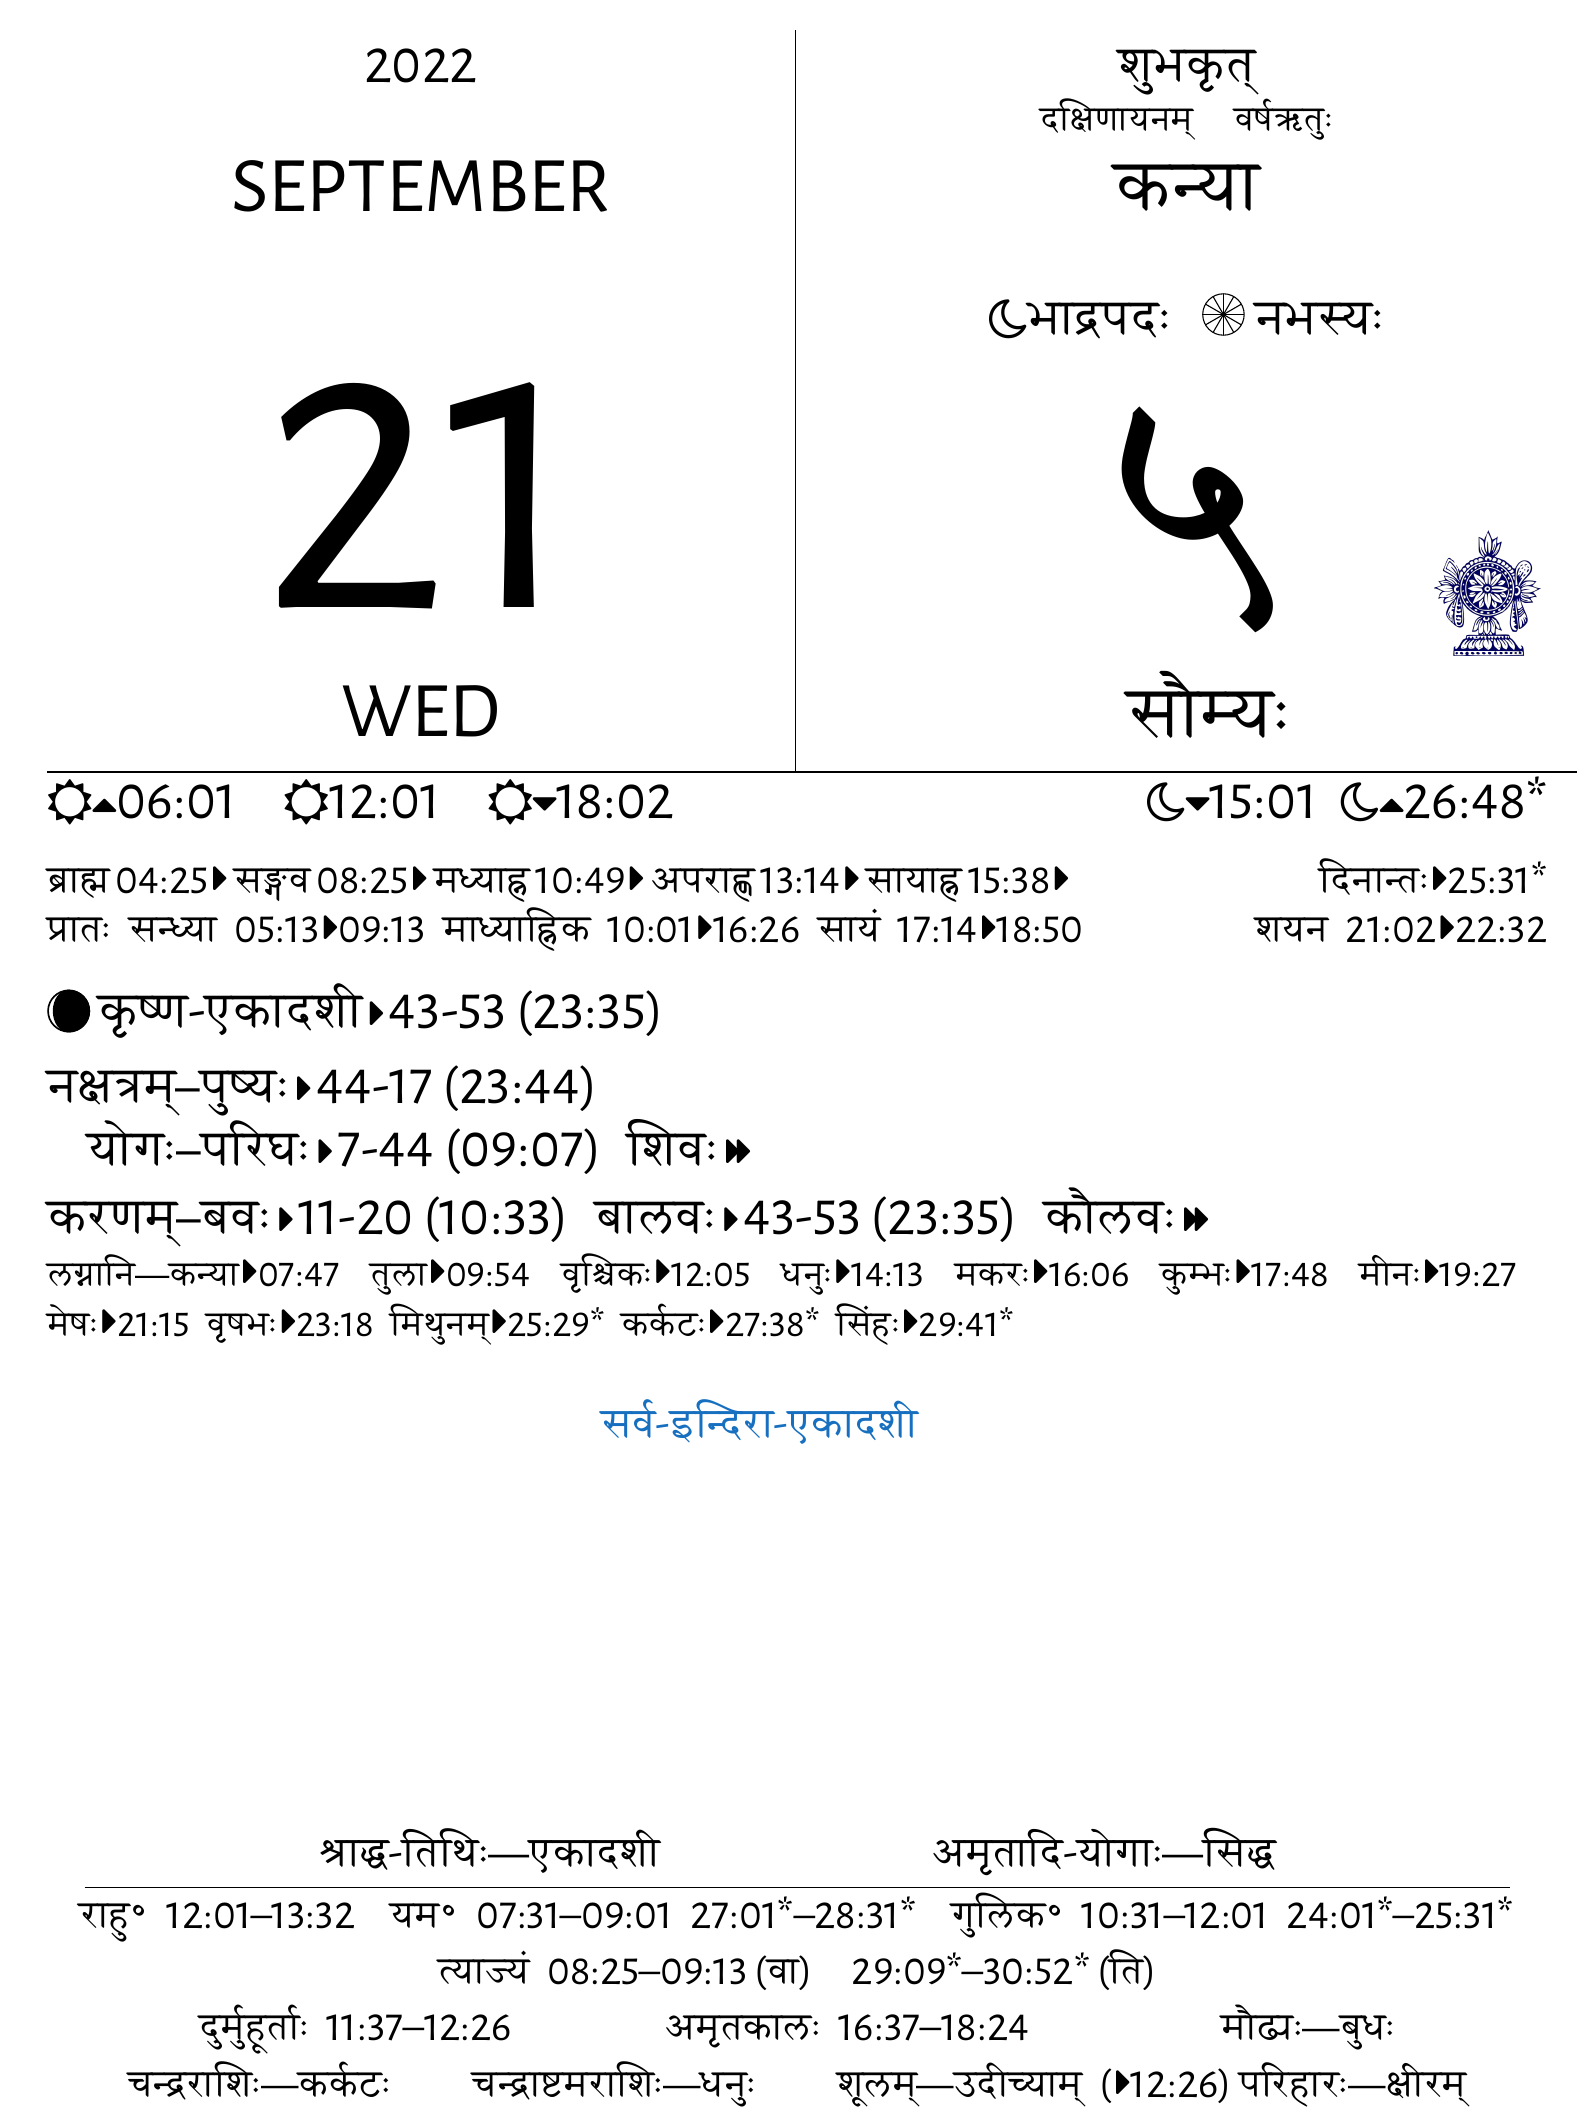 2022
SEPTEMBER
21
WED
शुभकृत्
दक्षिणायनम् वर्षऋतुः
कन्या
भाद्रपदः नभस्यः
५
सौम्यः
06:01 12:01 18:02 15:01 26:48*
ब्राह्म 04:25 सङ्गव 08:25 मध्याह्न 10:49 अपराह्ण 13:14 सायाह्न 15:38 दिनान्तः 25:31*
प्रातः सन्ध्या 05:13 09:13 माध्याह्निक 10:01 16:26 सायं 17:14 18:50 शयन 21:02 22:32
कृष्ण-एकादशी 43-53 (23:35)
नक्षत्रम्–पुष्यः 44-17 (23:44)
योगः–परिघः 7-44 (09:07) शिवः
करणम्–बवः 11-20 (10:33) बालवः 43-53 (23:35) कौलवः
लग्नानि—कन्या 07:47 तुला 09:54 वृश्चिकः 12:05 धनुः 14:13 मकरः 16:06 कुम्भः 17:48 मीनः 19:27
मेषः 21:15 वृषभः 23:18 मिथुनम् 25:29* कर्कटः 27:38* सिंहः 29:41*
सर्व-इन्दिरा-एकादशी
श्राद्ध-तिथिः—एकादशी अमृतादि-योगाः—सिद्ध
राहु॰ 12:01–13:32 यम॰ 07:31–09:01 27:01*–28:31* गुलिक॰ 10:31–12:01 24:01*–25:31*
त्याज्यं 08:25–09:13 (वा) 29:09*–30:52* (ति)
दुर्मुहूर्ताः 11:37–12:26 अमृतकालः 16:37–18:24 मौढ्यः—बुधः
चन्द्रराशिः—कर्कटः चन्द्राष्टमराशिः—धनुः शूलम्—उदीच्याम् (12:26) परिहारः—क्षीरम्